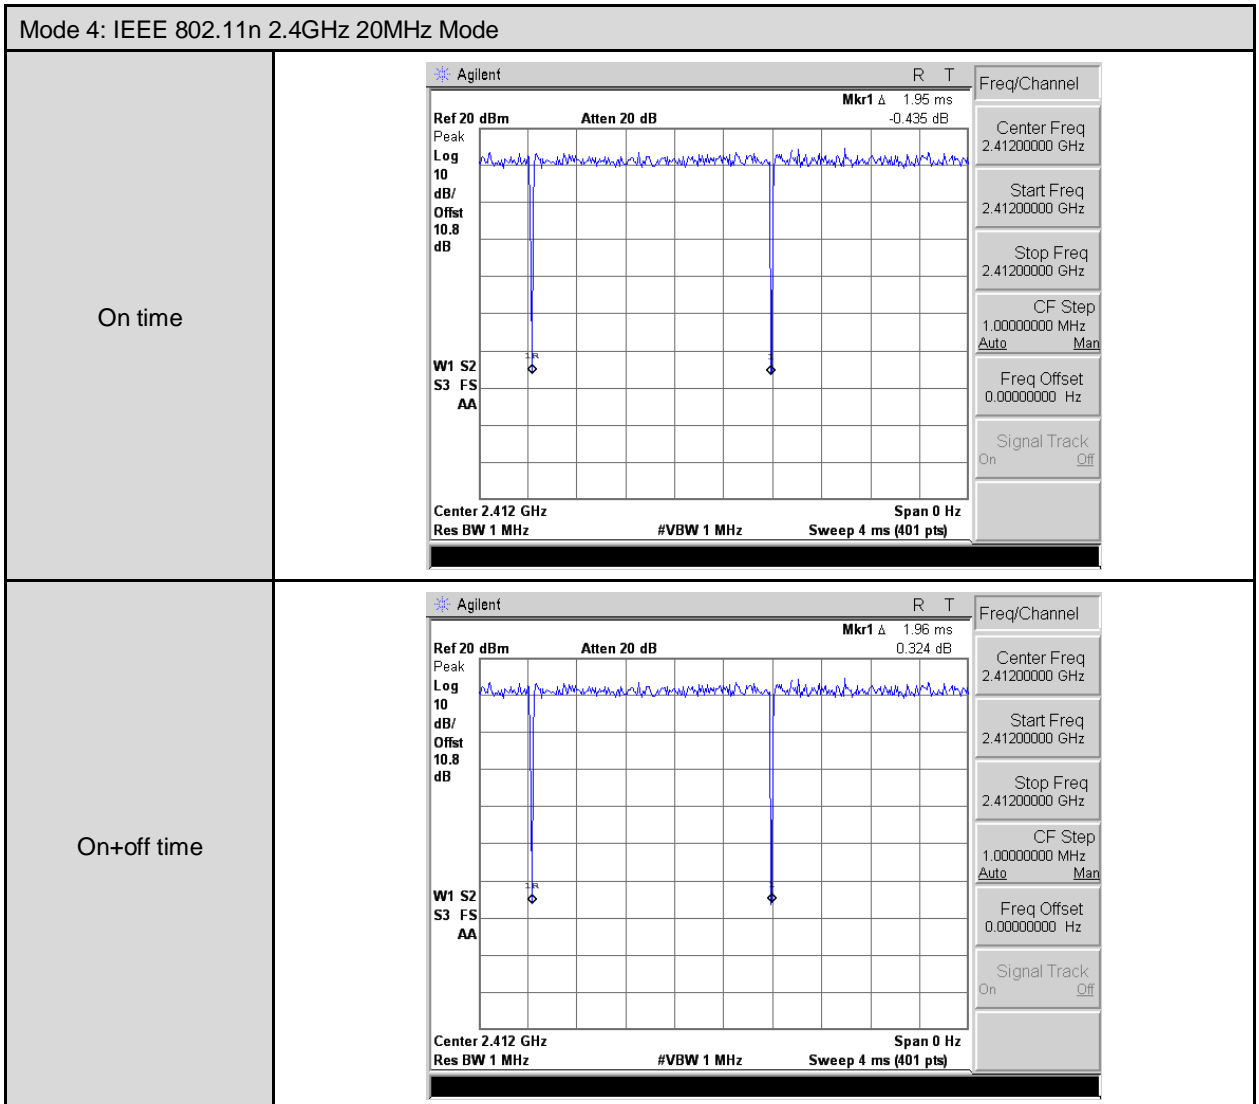 Mode 4: IEEE 802.11n 2.4GHz 20MHz Mode
On time
Agilent R T
Mkr1 Δ 1.95 ms
Ref 20 dBm Atten 20 dB -0.435 dB
Peak
Log
10
dB/
Offst
10.8
dB
1R
1
W1 S2
S3 FS
AA
Center 2.412 GHz Span 0 Hz
Res BW 1 MHz #VBW 1 MHz Sweep 4 ms (401 pts)
Freq/Channel
Center Freq
2.41200000 GHz
Start Freq
2.41200000 GHz
Stop Freq
2.41200000 GHz
CF Step
1.00000000 MHz
Auto Man
Freq Offset
0.00000000 Hz
Signal Track
On Off
On+off time
Agilent R T
Mkr1 Δ 1.96 ms
Ref 20 dBm Atten 20 dB 0.324 dB
Peak
Log
10
dB/
Offst
10.8
dB
1R
1
W1 S2
S3 FS
AA
Center 2.412 GHz Span 0 Hz
Res BW 1 MHz #VBW 1 MHz Sweep 4 ms (401 pts)
Freq/Channel
Center Freq
2.41200000 GHz
Start Freq
2.41200000 GHz
Stop Freq
2.41200000 GHz
CF Step
1.00000000 MHz
Auto Man
Freq Offset
0.00000000 Hz
Signal Track
On Off